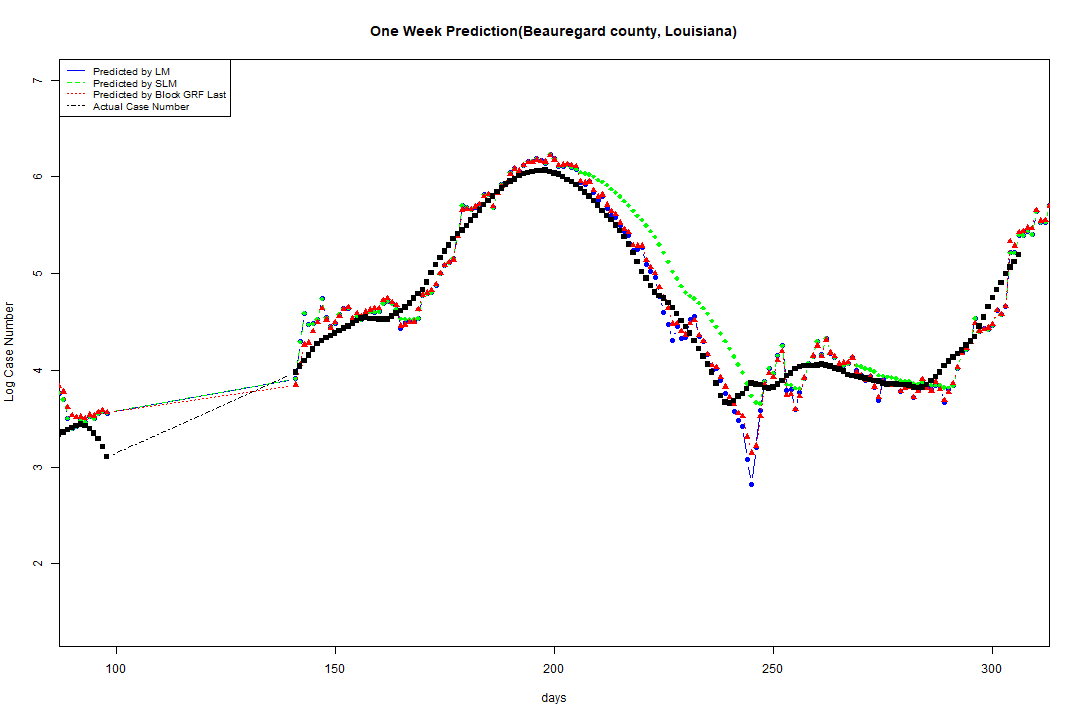 One Week Prediction(Beauregard county, Louisiana)
Predicted by LM
Predicted by SLM
Predicted by Block GRF Last
Actual Case Number
7
6
5
4
3
2
Log Case Number
100 150 200 250 300
days